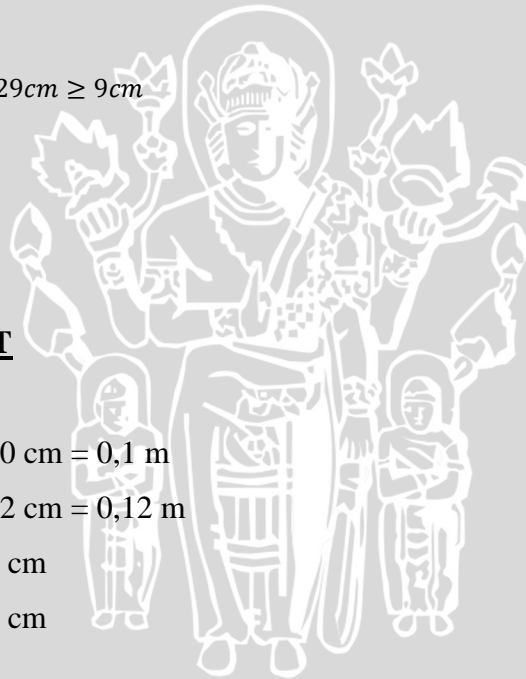 29cm ≥ 9cm
T
0 cm = 0,1 m
2 cm = 0,12 m
cm
cm